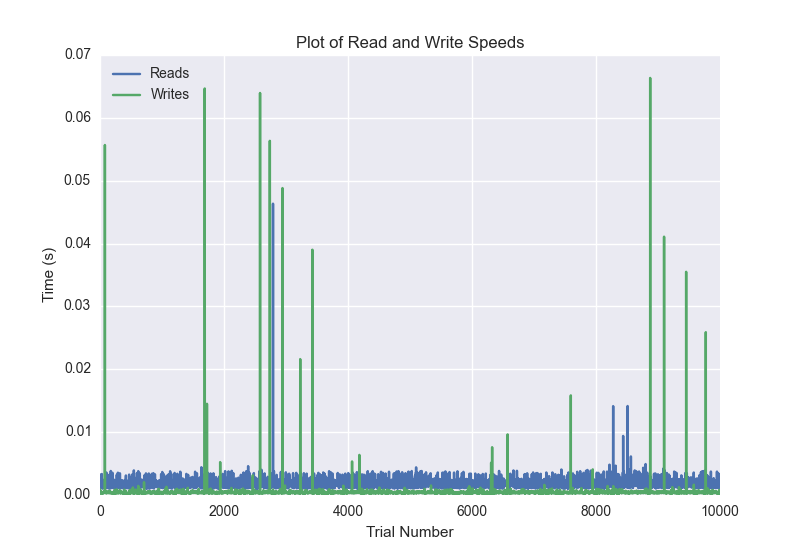 Plot of Read and Write Speeds
0.07
0.06
0.05
0.04
0.03
0.02
0.01
0.00
Time (s)
Reads
Writes
0 2000 4000 6000 8000 10000
Trial Number